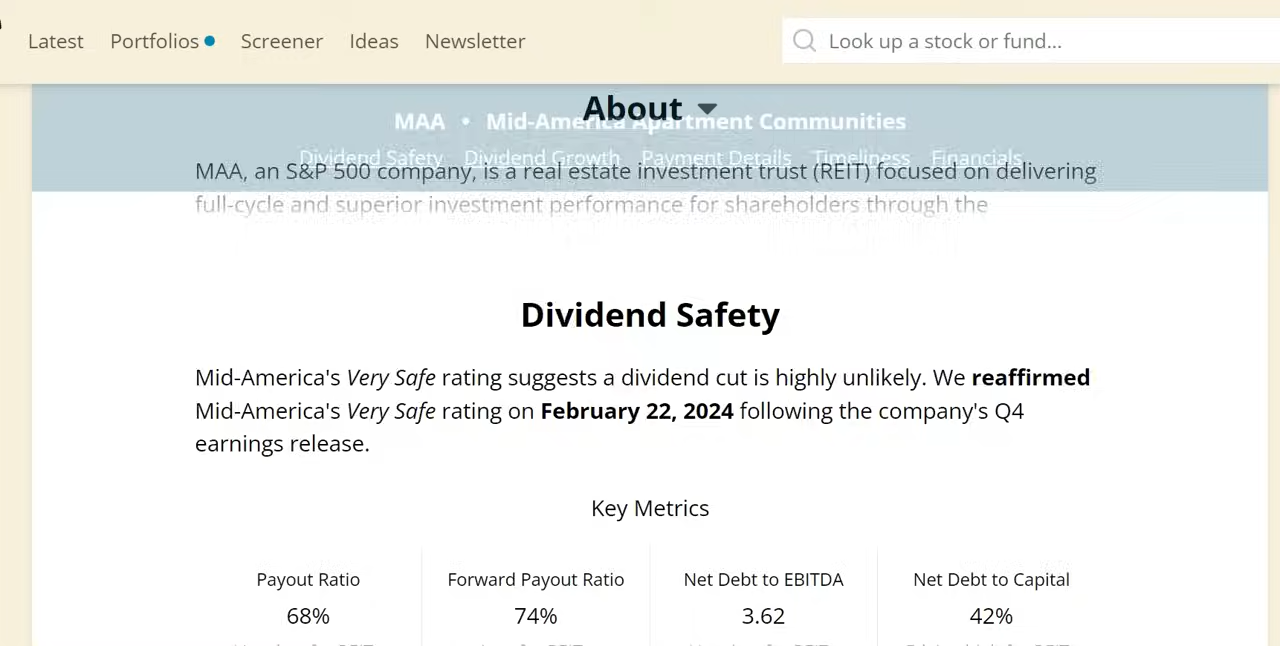 Latest Portfolios Screener Ideas Newsletter Look up a stock or fund...
About
MAA • Mid-America Apartment Communities
Dividend Safety Dividend Growth Payment Details Timeliness Financials
MAA, an S&P 500 company, is a real estate investment trust (REIT) focused on delivering
full-cycle and superior investment performance for shareholders through the
Dividend Safety
Mid-America's Very Safe rating suggests a dividend cut is highly unlikely. We reaffirmed
Mid-America's Very Safe rating on February 22, 2024 following the company's Q4
earnings release.
Key Metrics
Payout Ratio Forward Payout Ratio Net Debt to EBITDA Net Debt to Capital
68% 74% 3.62 42%